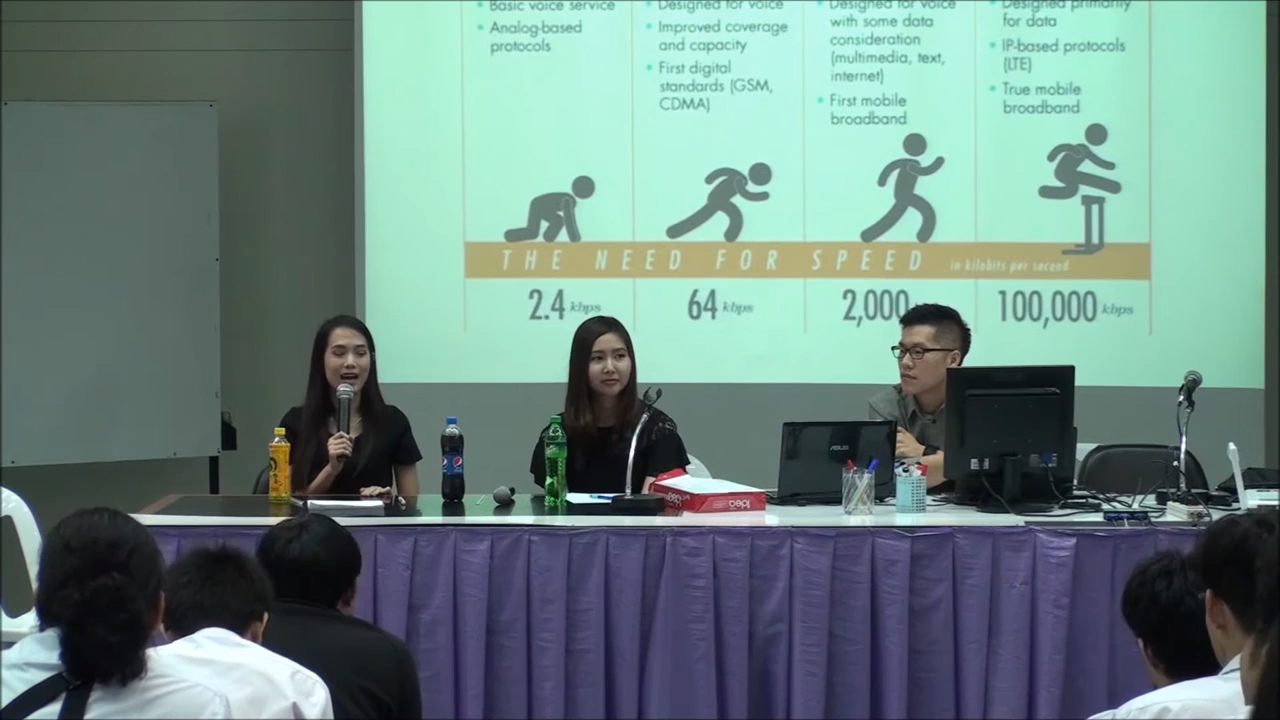 Basic voice service
Analog-based
protocols
Designed for voice
Improved coverage
and capacity
First digital
standards (GSM,
CDMA)
Designed for voice
with some data
consideration
(multimedia, text,
internet)
First mobile
broadband
Designed primarily
for data
IP-based protocols
(LTE)
True mobile
broadband
THE NEED FOR SPEED in kilobits per second
2.4 kbps
64 kbps
2,000
100,000 kbps
ASUS
pepsi
idea